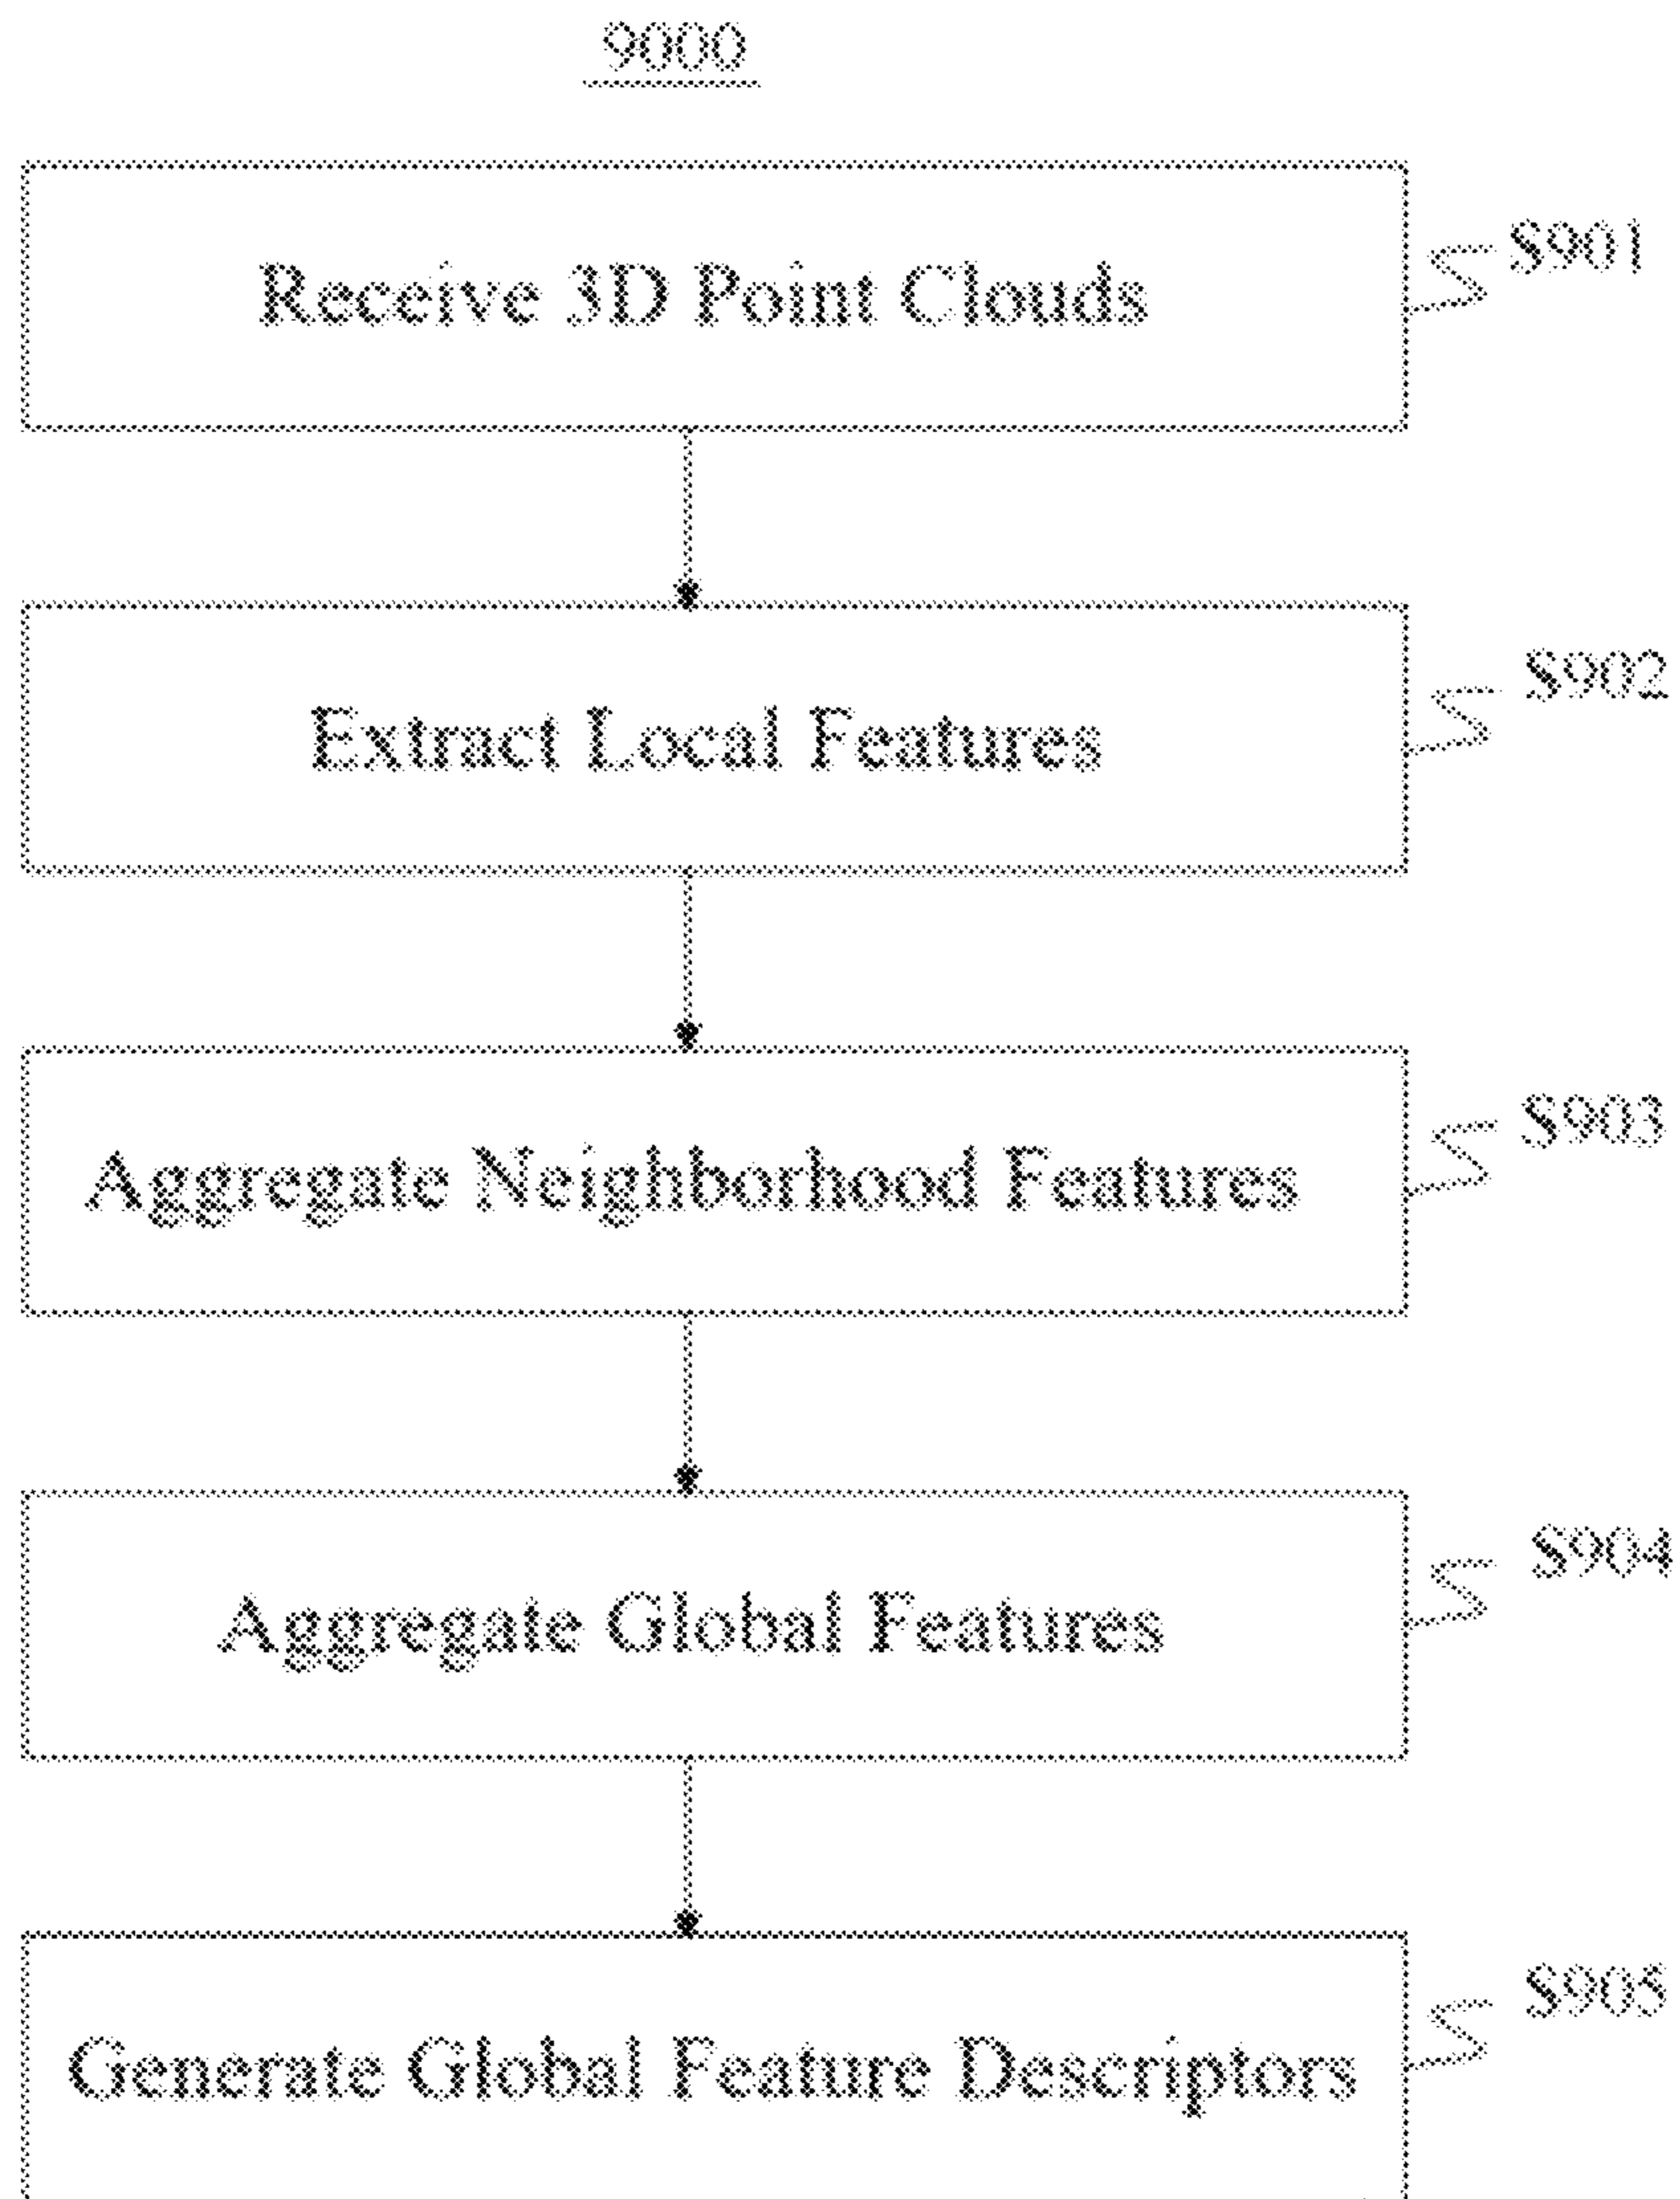 9000
Receive 3D Point Clouds
S901
Extract Local Features
S902
Aggregate Neighborhood Features
S903
Aggregate Global Features
S904
Generate Global Feature Descriptors
S905